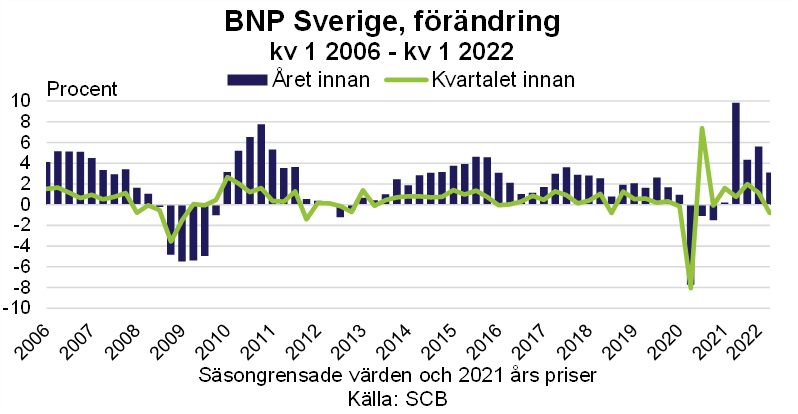 BNP Sverige, förändring
kv 1 2006 - kv 1 2022
Året innan Kvartalet innan
Procent
10
8
6
4
2
0
-2
-4
-6
-8
-10
2006 2007 2008 2009 2010 2011 2012 2013 2014 2015 2016 2017 2018 2019 2020 2021 2022
Säsongrensade värden och 2021 års priser
Källa: SCB